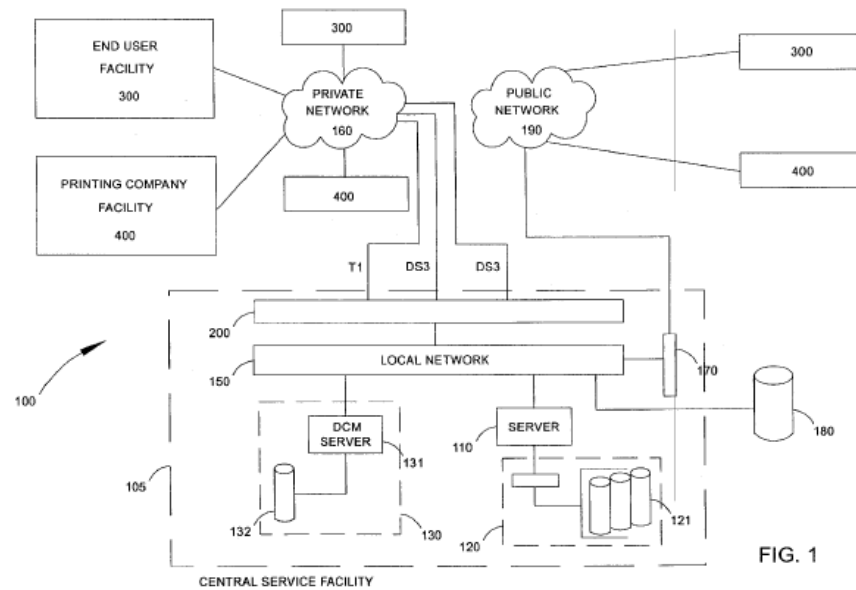 END USER
FACILITY
300
300
PRIVATE
NETWORK
160
PUBLIC
NETWORK
190
300
PRINTING COMPANY
FACILITY
400
400
400
T1
DS3
DS3
200
LOCAL NETWORK
150
170
100
DCM
SERVER
131
110
SERVER
180
105
132
130
120
121
FIG. 1
CENTRAL SERVICE FACILITY